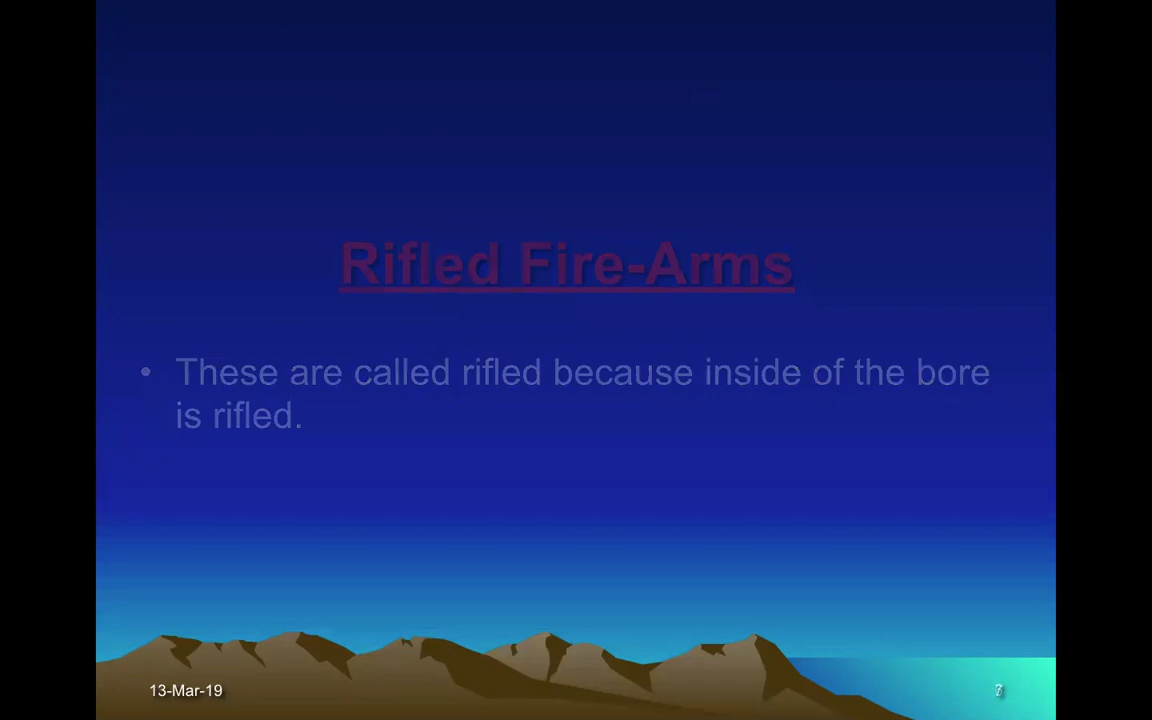 Rifled Fire-Arms
• These are called rifled because inside of the bore
is rifled.
13-Mar-19